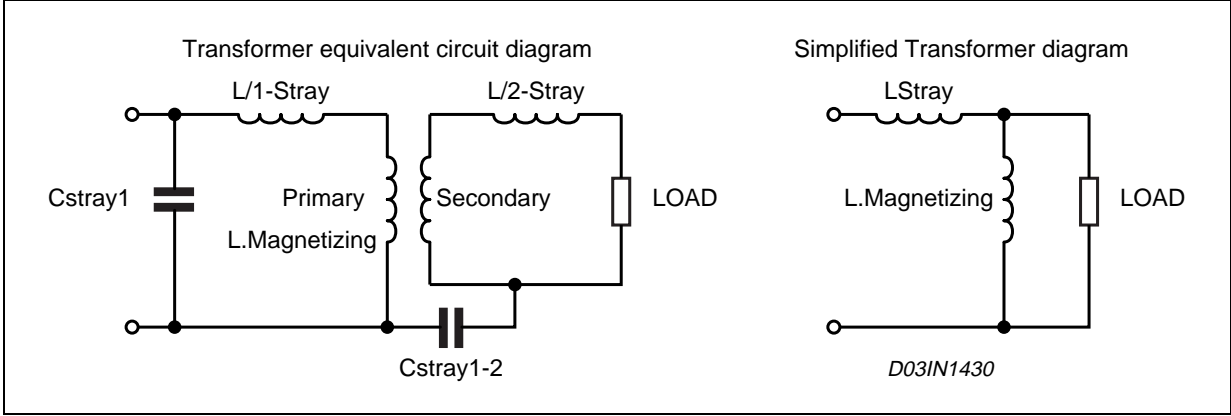 Transformer equivalent circuit diagram
L/1-Stray
L/2-Stray
Cstray1
Primary
L.Magnetizing
Secondary
LOAD
Cstray1-2
Simplified Transformer diagram
LStray
L.Magnetizing
LOAD
D03IN1430